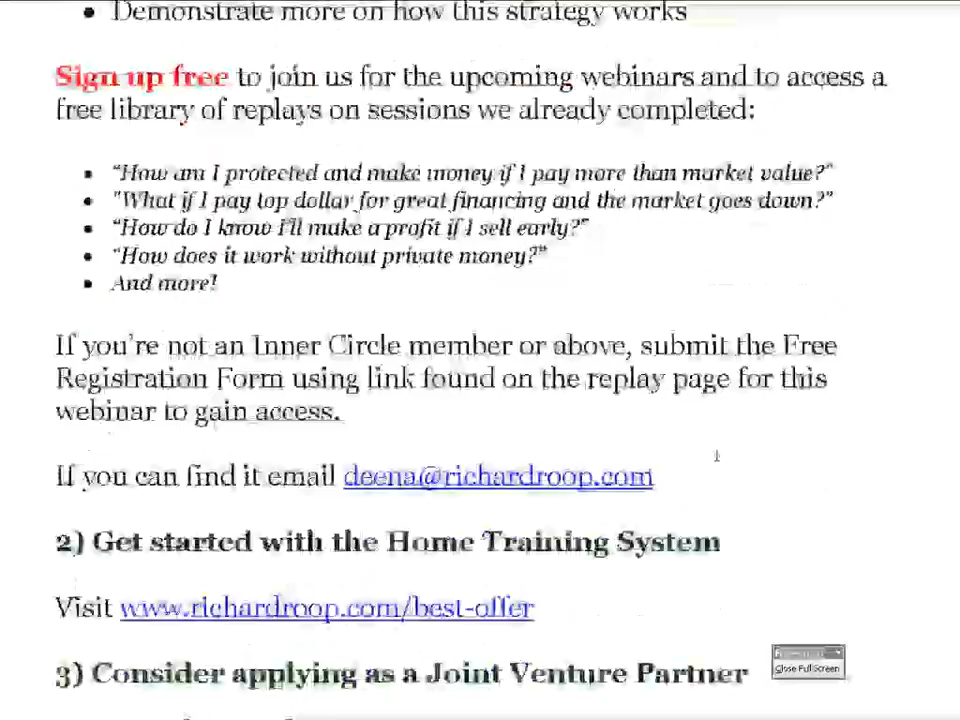 Demonstrate more on how this strategy works
Sign up free to join us for the upcoming webinars and to access a
free library of replays on sessions we already completed:
"How am I protected and make money if I pay more than market value?"
"What if I pay top dollar for great financing and the market goes down?"
"How do I know I'll make a profit if I sell early?"
"How does it work without private money?"
And more!
If you're not an Inner Circle member or above, submit the Free
Registration Form using link found on the replay page for this
webinar to gain access.
If you can find it email deena@richardroop.com
2) Get started with the Home Training System
Visit www.richardroop.com/best-offer
3) Consider applying as a Joint Venture Partner
Close Full Screen